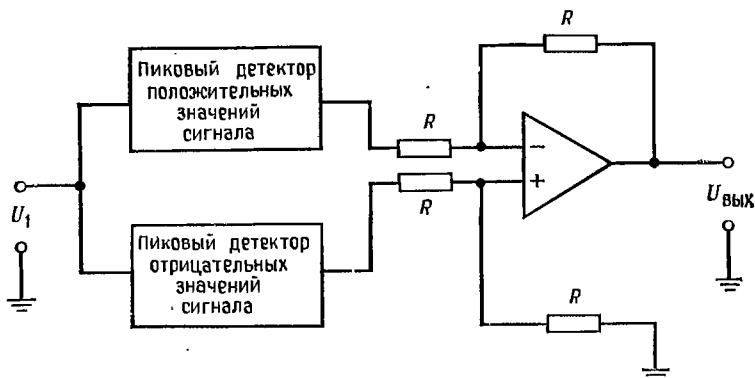 R
Пиковый детектор
положительных
значений
сигнала
R
−
R
+
U₁
Uвых
Пиковый детектор
отрицательных
значений
сигнала
R